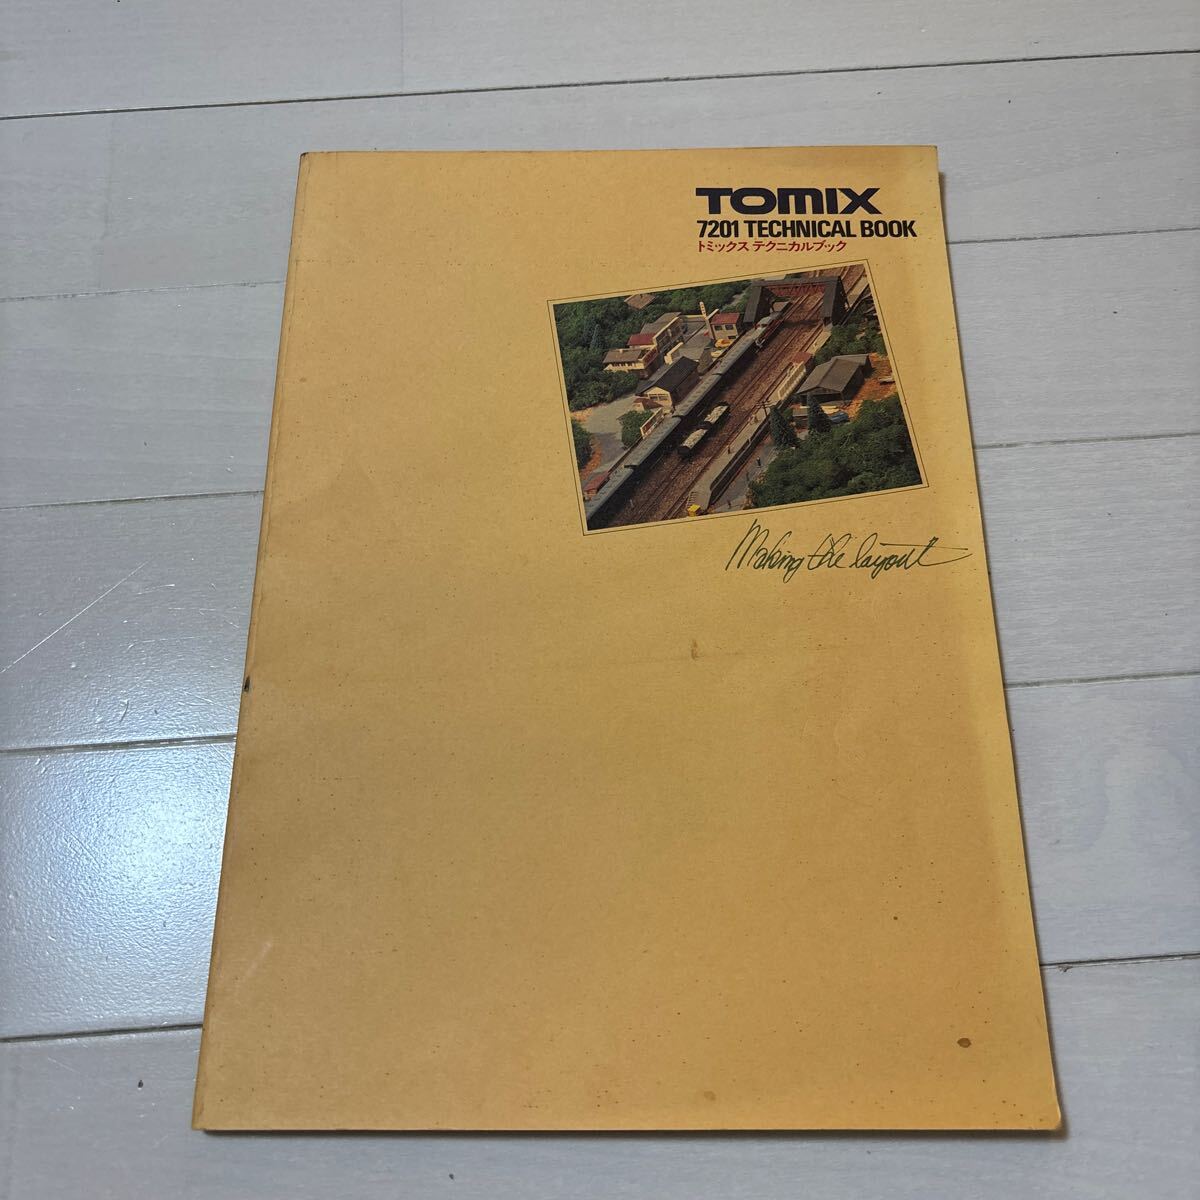 TOMIX
7201 TECHNICAL BOOK
トミックス テクニカルブック
Making the layout